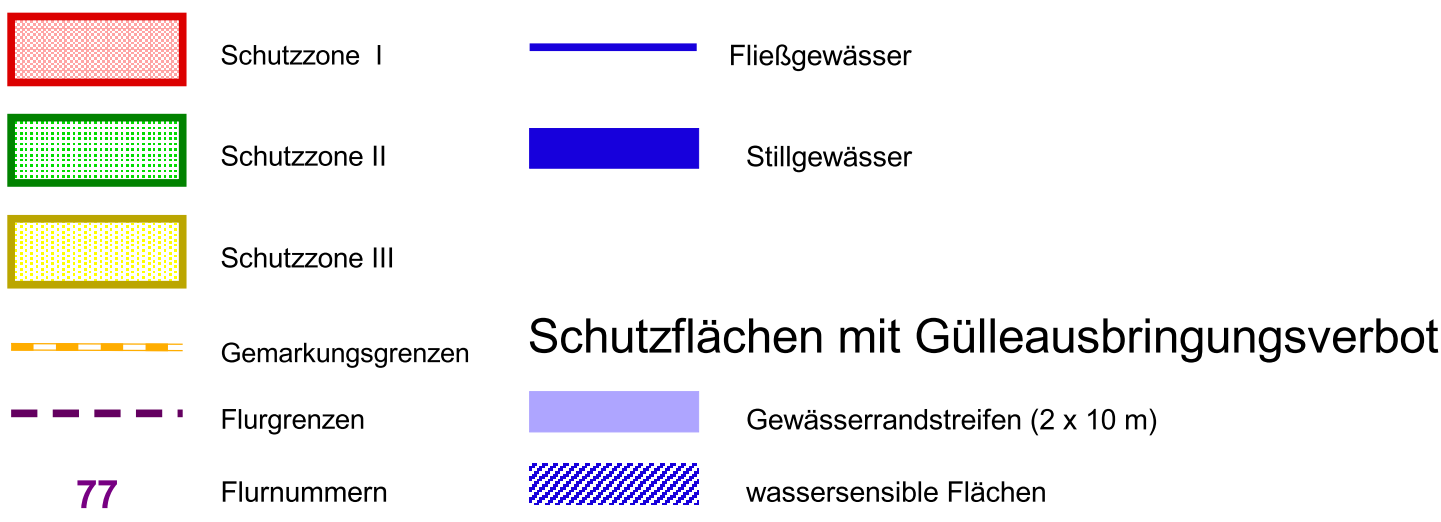 Schutzzone I
Schutzzone II
Schutzzone III
Gemarkungsgrenzen
Flurgrenzen
77 Flurnummern
Fließgewässer
Stillgewässer
Schutzflächen mit Gülleausbringungsverbot
Gewässerrandstreifen (2 x 10 m)
wassersensible Flächen